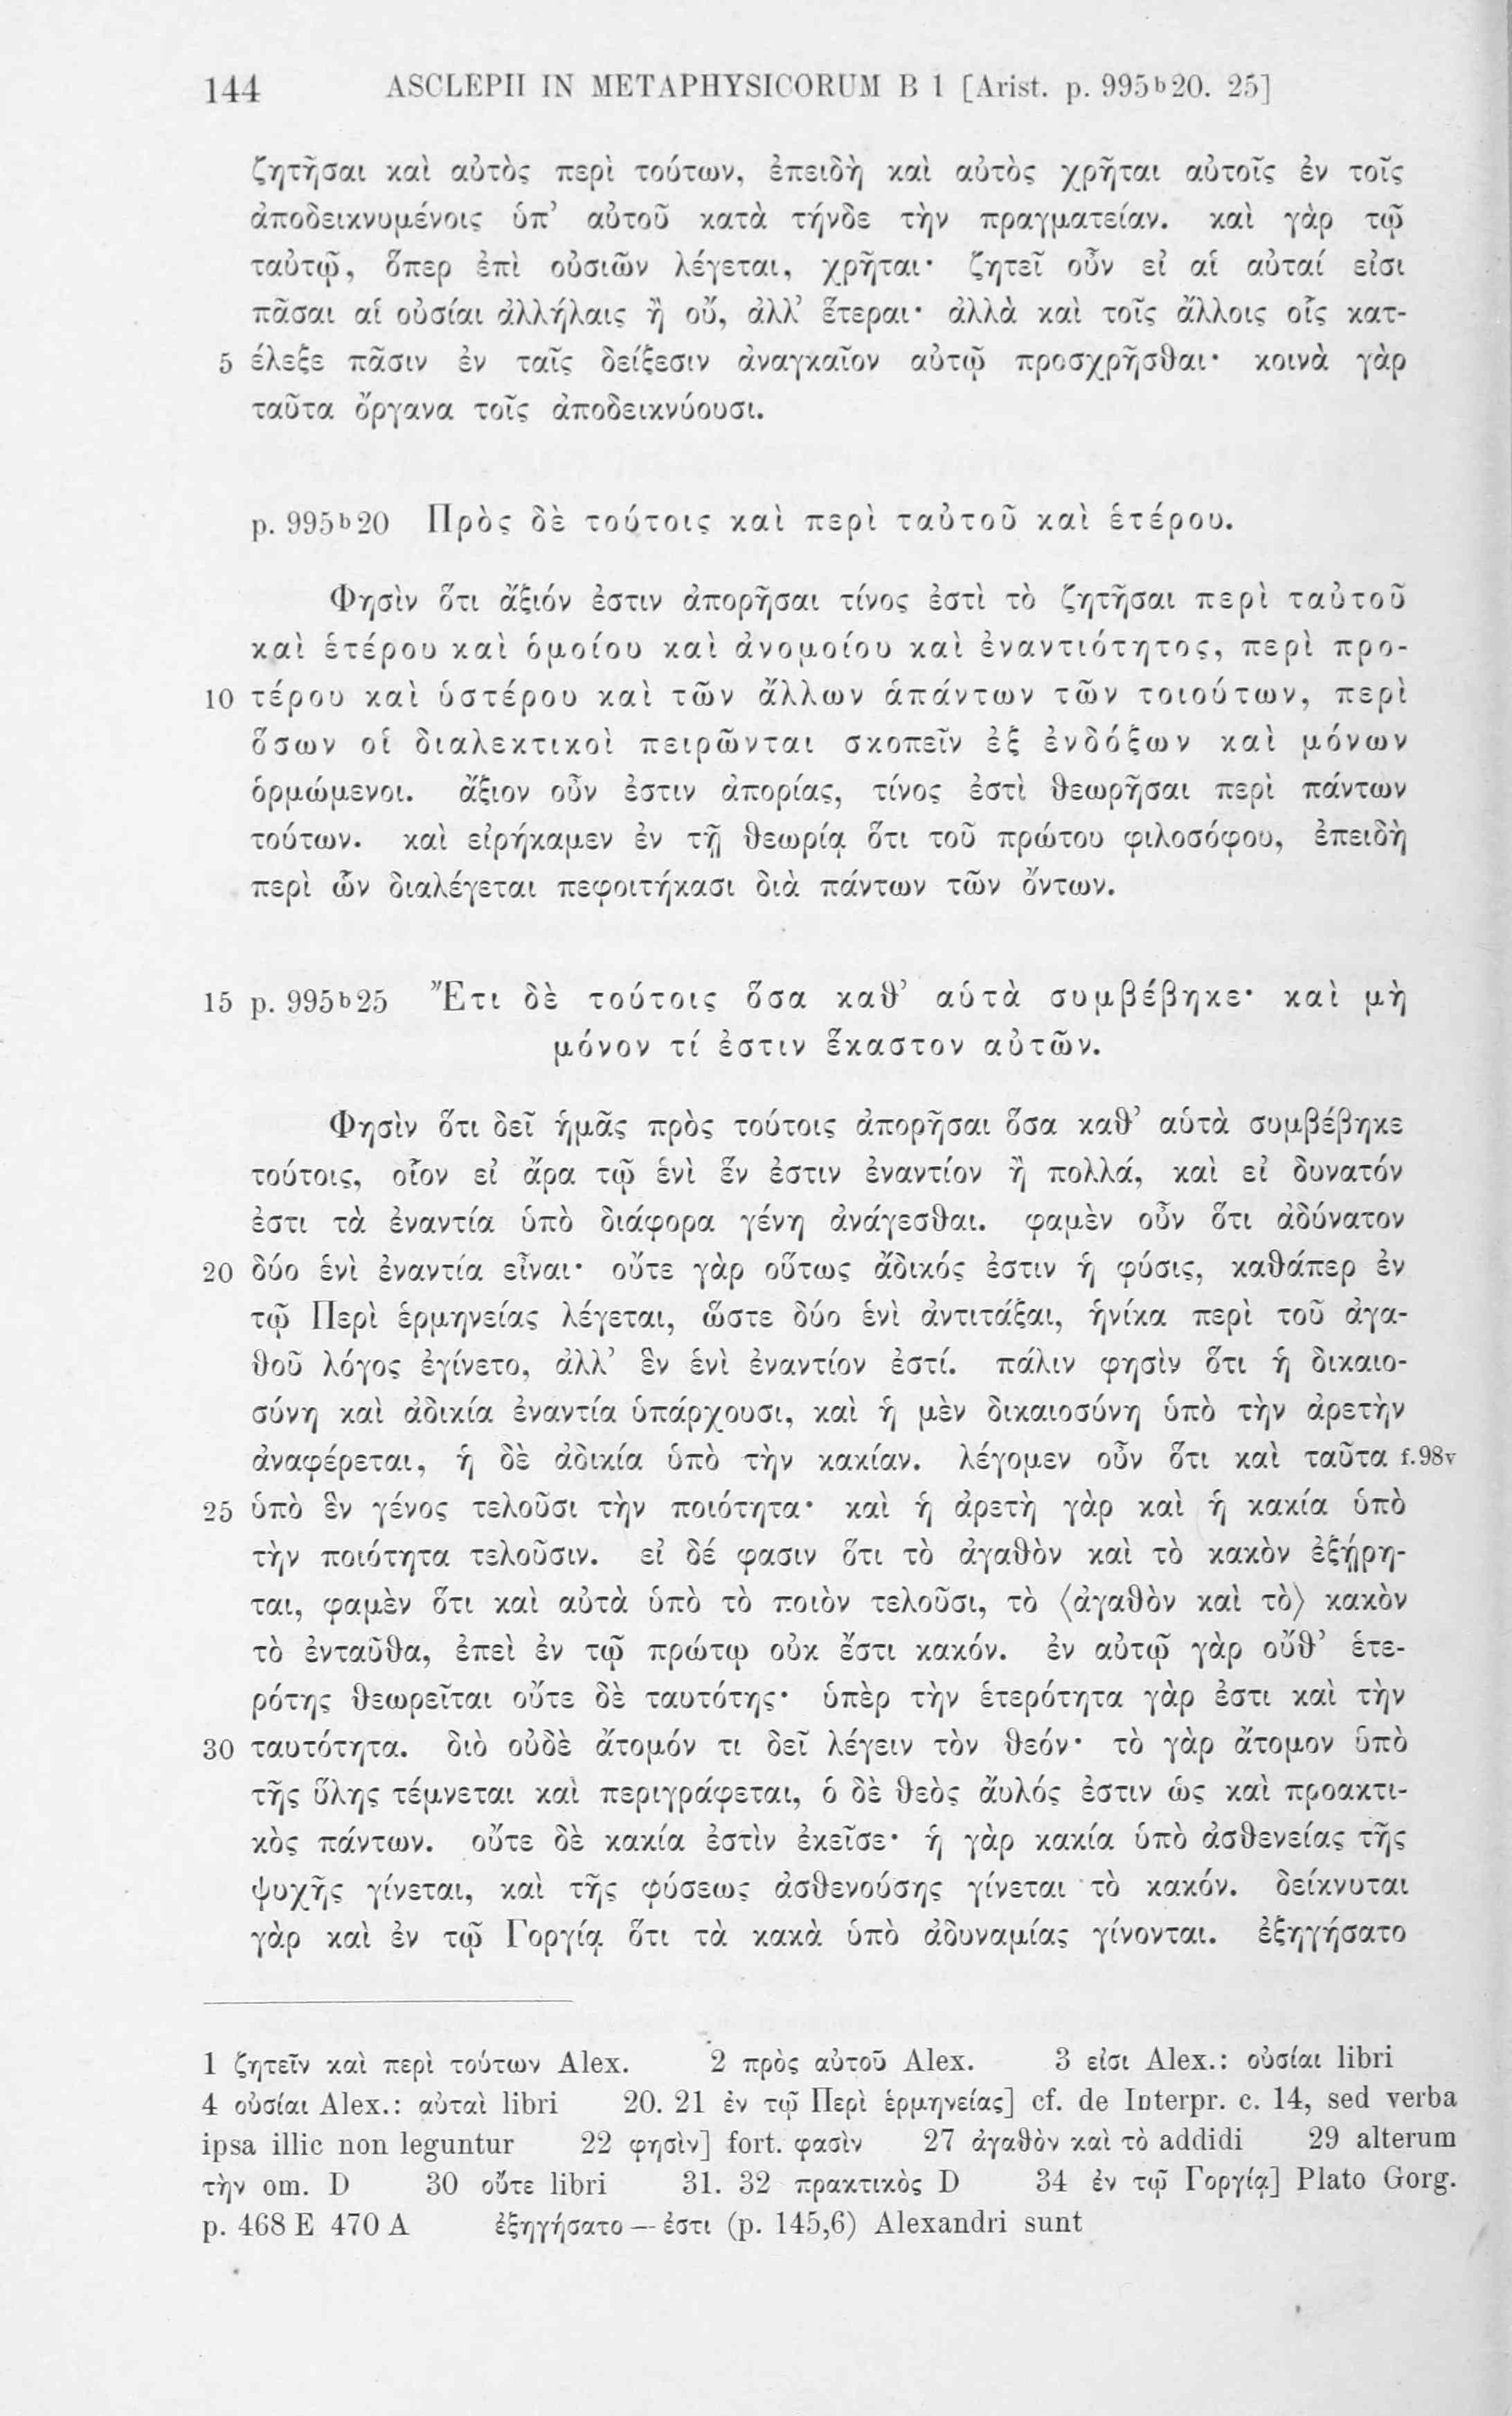 144 ASCLEPII IN METAPHYSICORUM B 1 [Arist. p. 995ᵇ20. 25]
ζητῆσαι καὶ αὐτὸς περὶ τούτων, ἐπειδὴ καὶ αὐτὸς χρῆται αὐτοῖς ἐν τοῖς
ἀποδεικνυμένοις ὑπ’ αὐτοῦ κατὰ τήνδε τὴν πραγματείαν. καὶ γὰρ τῷ
ταὐτῷ, ὅπερ ἐπὶ οὐσιῶν λέγεται, χρῆται· ζητεῖ οὖν εἰ αἱ αὐταί εἰσι
πᾶσαι αἱ οὐσίαι ἀλλήλαις ἢ οὔ, ἀλλ’ ἕτεραι· ἀλλὰ καὶ τοῖς ἄλλοις οἷς κατ-
5 έλεξε πᾶσιν ἐν ταῖς δείξεσιν ἀναγκαῖον αὐτῷ προσχρῆσθαι· κοινὰ γὰρ
ταῦτα ὄργανα τοῖς ἀποδεικνύουσι.
p. 995ᵇ20 Πρὸς δὲ τούτοις καὶ περὶ ταὐτοῦ καὶ ἑτέρου.
Φησὶν ὅτι ἄξιόν ἐστιν ἀπορῆσαι τίνος ἐστὶ τὸ ζητῆσαι περὶ ταὐτοῦ
καὶ ἑτέρου καὶ ὁμοίου καὶ ἀνομοίου καὶ ἐναντιότητος, περὶ προ-
10 τέρου καὶ ὑστέρου καὶ τῶν ἄλλων ἁπάντων τῶν τοιούτων, περὶ
ὅσων οἱ διαλεκτικοὶ πειρῶνται σκοπεῖν ἐξ ἐνδόξων καὶ μόνων
ὁρμώμενοι. ἄξιον οὖν ἐστιν ἀπορίας, τίνος ἐστὶ θεωρῆσαι περὶ πάντων
τούτων. καὶ εἰρήκαμεν ἐν τῇ θεωρίᾳ ὅτι τοῦ πρώτου φιλοσόφου, ἐπειδὴ
περὶ ὧν διαλέγεται πεφοιτήκασι διὰ πάντων τῶν ὄντων.
15 p. 995ᵇ25 Ἔτι δὲ τούτοις ὅσα καθ’ αὑτὰ συμβέβηκε· καὶ μὴ
μόνον τί ἐστιν ἕκαστον αὐτῶν.
Φησὶν ὅτι δεῖ ἡμᾶς πρὸς τούτοις ἀπορῆσαι ὅσα καθ’ αὑτὰ συμβέβηκε
τούτοις, οἷον εἰ ἄρα τῷ ἑνὶ ἕν ἐστιν ἐναντίον ἢ πολλά, καὶ εἰ δυνατόν
ἐστι τὰ ἐναντία ὑπὸ διάφορα γένη ἀνάγεσθαι. φαμὲν οὖν ὅτι ἀδύνατον
20 δύο ἑνὶ ἐναντία εἶναι· οὔτε γὰρ οὕτως ἄδικός ἐστιν ἡ φύσις, καθάπερ ἐν
τῷ Περὶ ἑρμηνείας λέγεται, ὥστε δύο ἑνὶ ἀντιτάξαι, ἡνίκα περὶ τοῦ ἀγα-
θοῦ λόγος ἐγίνετο, ἀλλ’ ἓν ἑνὶ ἐναντίον ἐστί. πάλιν φησὶν ὅτι ἡ δικαιο-
σύνη καὶ ἀδικία ἐναντία ὑπάρχουσι, καὶ ἡ μὲν δικαιοσύνη ὑπὸ τὴν ἀρετὴν
ἀναφέρεται, ἡ δὲ ἀδικία ὑπὸ τὴν κακίαν. λέγομεν οὖν ὅτι καὶ ταῦτα f.98v
25 ὑπὸ ἓν γένος τελοῦσι τὴν ποιότητα· καὶ ἡ ἀρετὴ γὰρ καὶ ἡ κακία ὑπὸ
τὴν ποιότητα τελοῦσιν. εἰ δέ φασιν ὅτι τὸ ἀγαθὸν καὶ τὸ κακὸν ἐξῄρη-
ται, φαμὲν ὅτι καὶ αὐτὰ ὑπὸ τὸ ποιὸν τελοῦσι, τὸ ⟨ἀγαθὸν καὶ τὸ⟩ κακὸν
τὸ ἐνταῦθα, ἐπεὶ ἐν τῷ πρώτῳ οὐκ ἔστι κακόν. ἐν αὐτῷ γὰρ οὔθ’ ἑτε-
ρότης θεωρεῖται οὔτε δὲ ταυτότης· ὑπὲρ τὴν ἑτερότητα γάρ ἐστι καὶ τὴν
30 ταυτότητα. διὸ οὐδὲ ἄτομόν τι δεῖ λέγειν τὸν θεόν· τὸ γὰρ ἄτομον ὑπὸ
τῆς ὕλης τέμνεται καὶ περιγράφεται, ὁ δὲ θεὸς ἄυλός ἐστιν ὡς καὶ προακτι-
κὸς πάντων. οὔτε δὲ κακία ἐστὶν ἐκεῖσε· ἡ γὰρ κακία ὑπὸ ἀσθενείας τῆς
ψυχῆς γίνεται, καὶ τῆς φύσεως ἀσθενούσης γίνεται τὸ κακόν. δείκνυται
γὰρ καὶ ἐν τῷ Γοργίᾳ ὅτι τὰ κακὰ ὑπὸ ἀδυναμίας γίνονται. ἐξηγήσατο
1 ζητεῖν καὶ περὶ τούτων Alex. 2 πρὸς αὐτοῦ Alex. 3 εἰσι Alex.: οὐσίαι libri
4 οὐσίαι Alex.: αὐταὶ libri 20. 21 ἐν τῷ Περὶ ἑρμηνείας] cf. de Interpr. c. 14, sed verba
ipsa illic non leguntur 22 φησὶν] fort. φασὶν 27 ἀγαθὸν καὶ τὸ addidi 29 alterum
τὴν om. D 30 οὔτε libri 31. 32 πρακτικὸς D 34 ἐν τῷ Γοργίᾳ] Plato Gorg.
p. 468 E 470 A ἐξηγήσατο — ἐστι (p. 145,6) Alexandri sunt